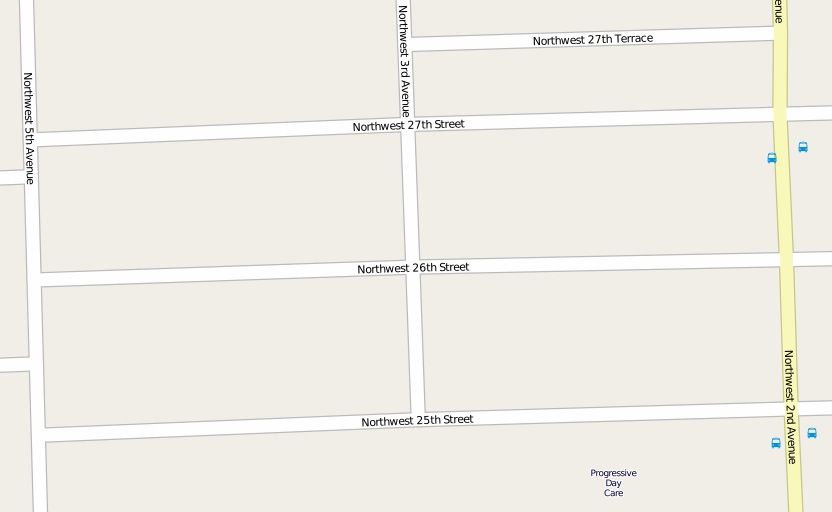 enue
Northwest 3rd Avenue
Northwest 27th Terrace
Northwest 5th Avenue
Northwest 27th Street
Northwest 26th Street
Northwest 2nd Avenue
Northwest 25th Street
Progressive
Day
Care